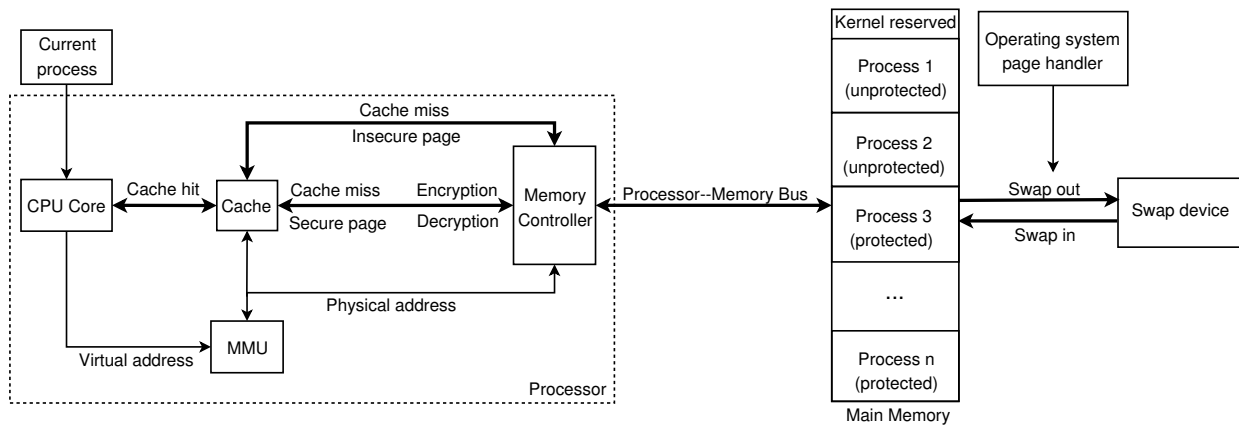 Current
process
Kernel reserved
Process 1
(unprotected)
Operating system
page handler
Cache miss
Insecure page
Process 2
(unprotected)
CPU Core
Cache hit
Cache
Cache miss
Secure page
Encryption
Decryption
Memory
Controller
Processor--Memory Bus
Process 3
(protected)
Swap out
Swap in
Swap device
Physical address
...
Virtual address
MMU
Process n
(protected)
Processor
Main Memory